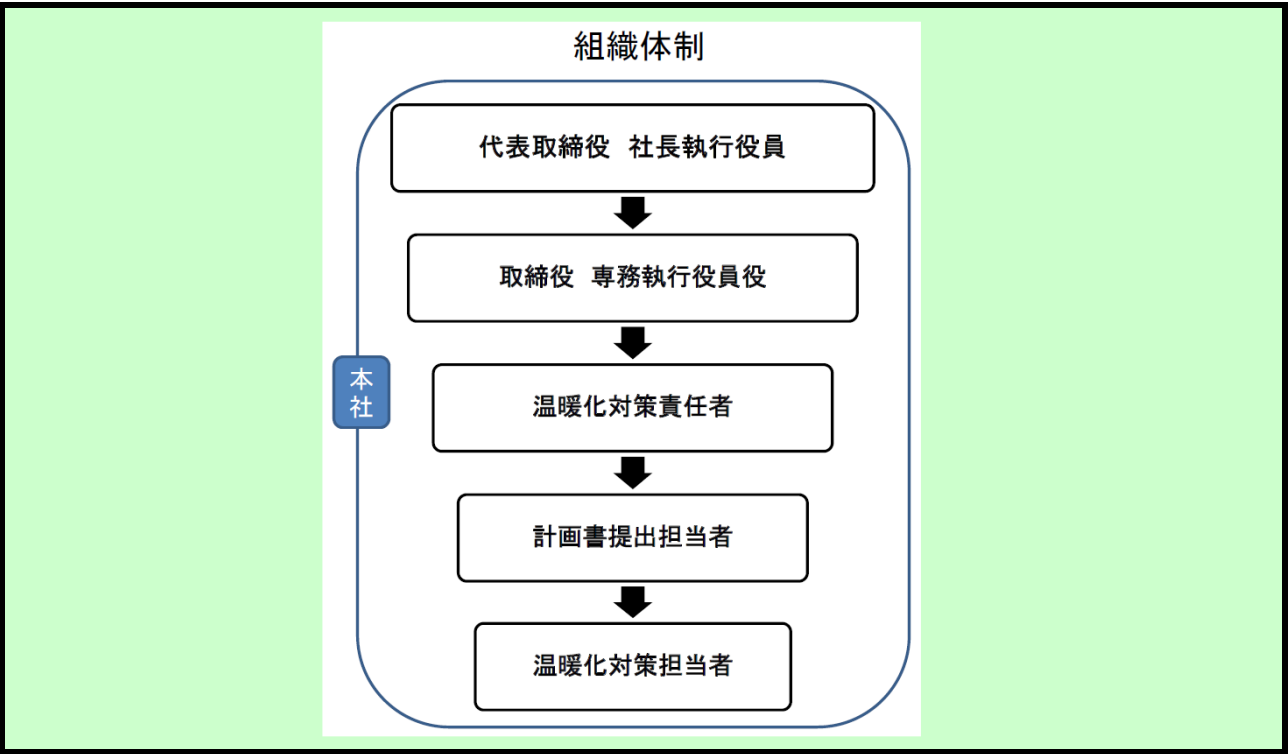 組織体制
代表取締役　社長執行役員
取締役　専務執行役員役
本
社
温暖化対策責任者
計画書提出担当者
温暖化対策担当者